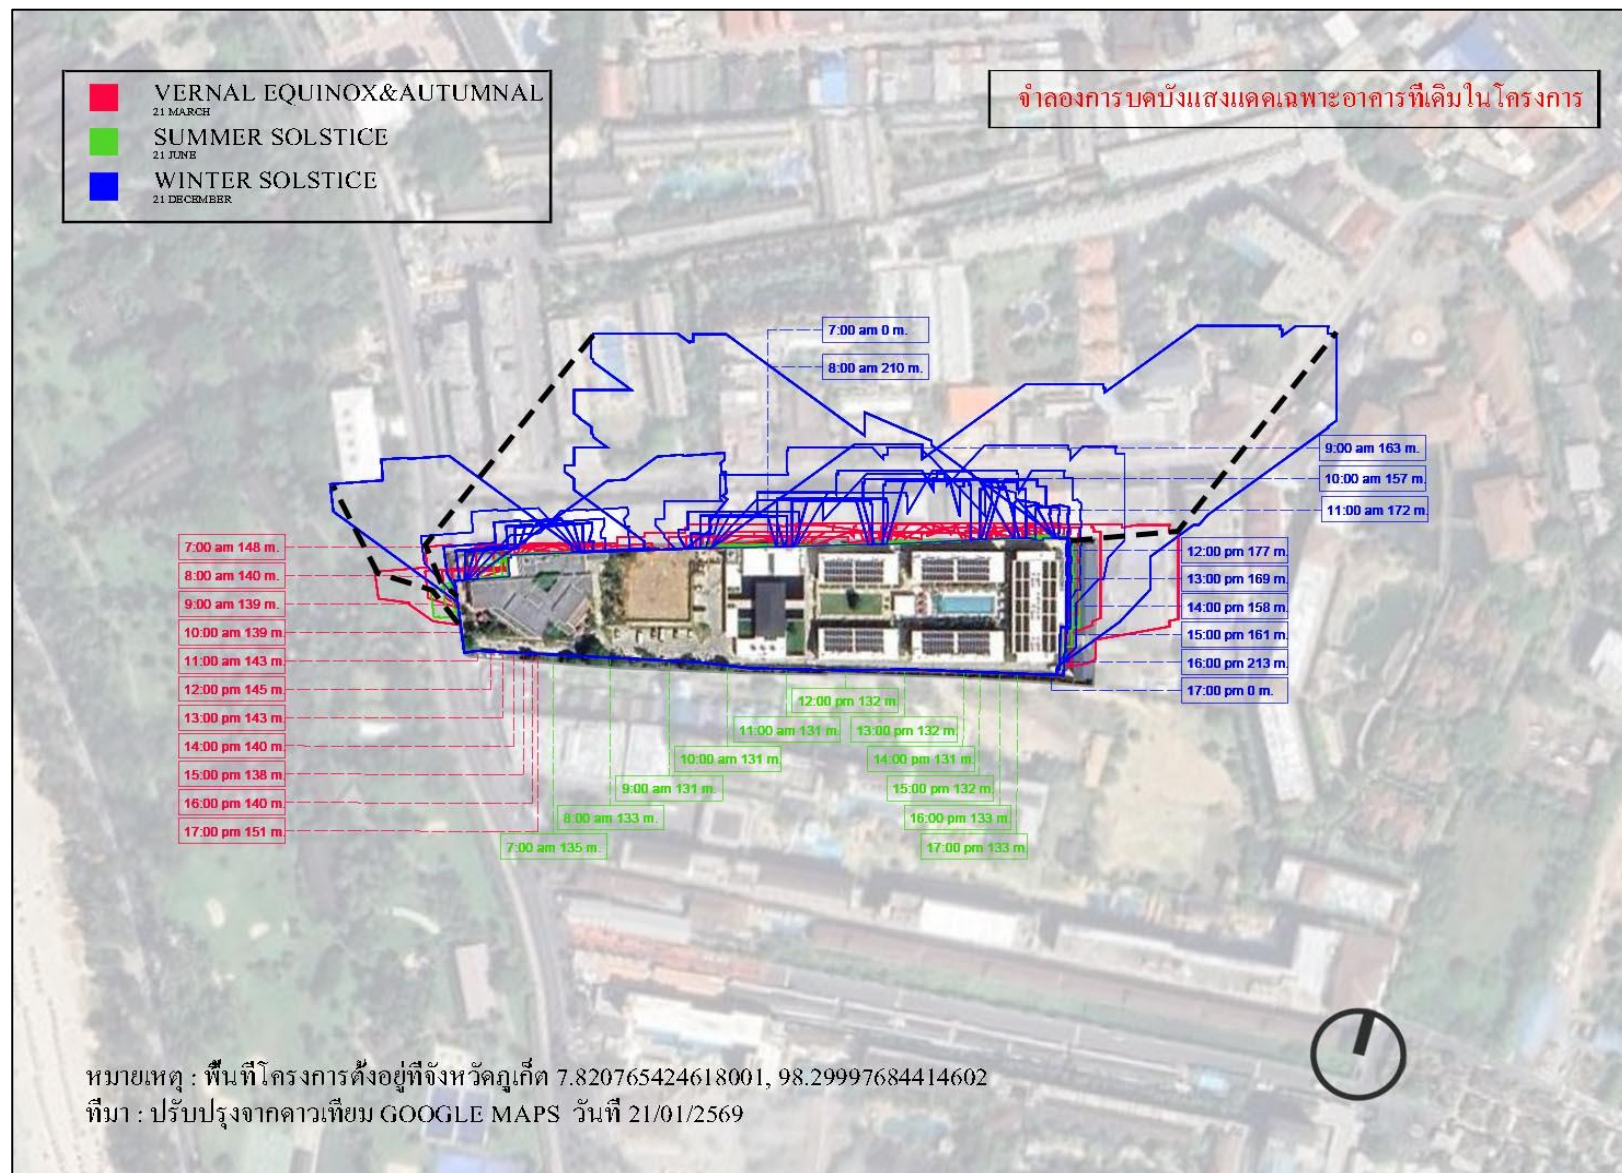 VERNAL EQUINOX&AUTUMNAL
21 MARCH
SUMMER SOLSTICE
21 JUNE
WINTER SOLSTICE
21 DECEMBER
จำลองการบดบังแสงแดดเฉพาะอาคารที่เดิมในโครงการ
7:00 am 0 m.
8:00 am 210 m.
9:00 am 163 m.
10:00 am 157 m.
11:00 am 172 m.
12:00 pm 177 m.
13:00 pm 169 m.
14:00 pm 158 m.
15:00 pm 161 m.
16:00 pm 213 m.
17:00 pm 0 m.
7:00 am 148 m.
8:00 am 140 m.
9:00 am 139 m.
10:00 am 139 m.
11:00 am 143 m.
12:00 pm 145 m.
13:00 pm 143 m.
14:00 pm 140 m.
15:00 pm 138 m.
16:00 pm 140 m.
17:00 pm 151 m.
12:00 pm 132 m.
11:00 am 131 m.
13:00 pm 132 m.
10:00 am 131 m.
14:00 pm 131 m.
9:00 am 131 m.
15:00 pm 132 m.
8:00 am 133 m.
16:00 pm 133 m.
7:00 am 135 m.
17:00 pm 133 m.
หมายเหตุ : พื้นที่โครงการตั้งอยู่ที่จังหวัดภูเก็ต 7.820765424618001, 98.29997684414602
ที่มา : ปรับปรุงจากดาวเทียม GOOGLE MAPS วันที่ 21/01/2569